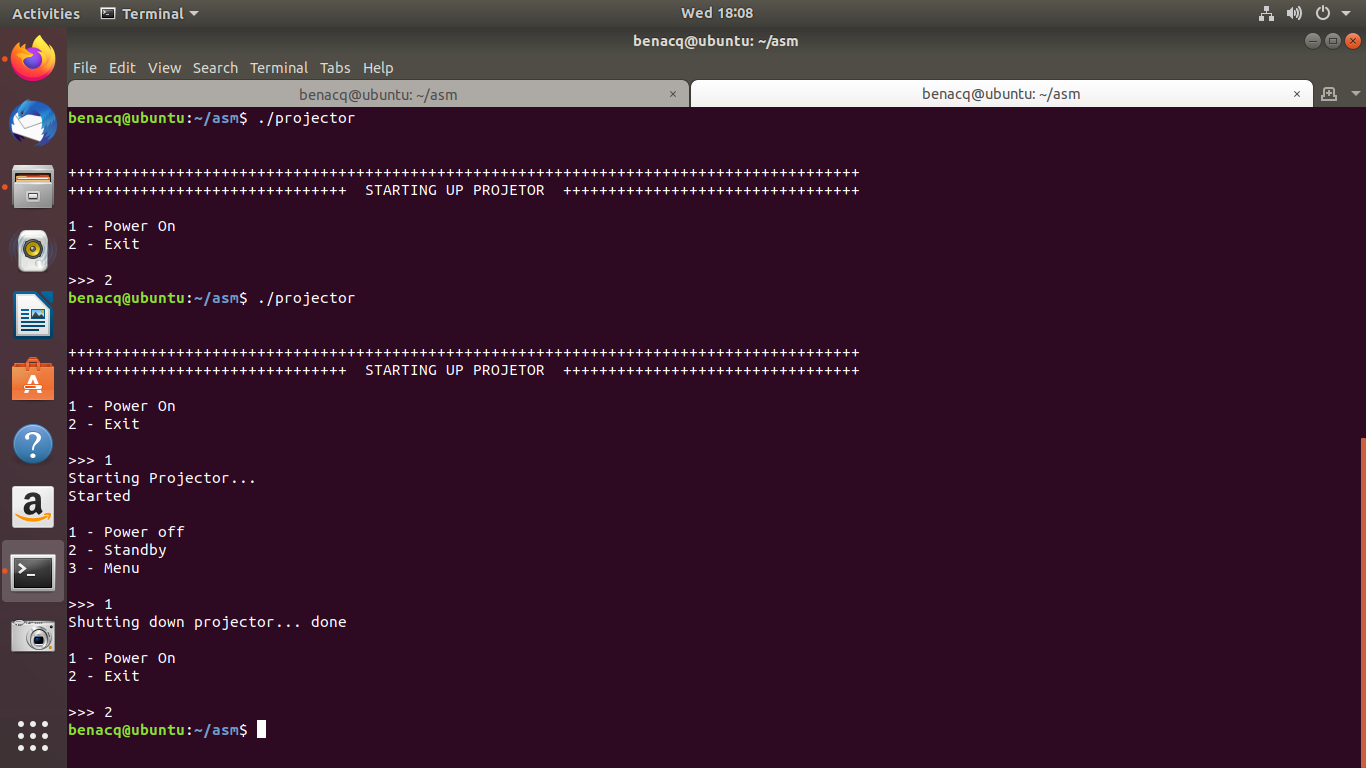 Activities Terminal Wed 18:08
benacq@ubuntu: ~/asm
File Edit View Search Terminal Tabs Help
benacq@ubuntu: ~/asm × benacq@ubuntu: ~/asm ×
benacq@ubuntu:~/asm$ ./projector
++++++++++++++++++++++++++++++++++++++++++++++++++++++++++++++++++++++++++++++++++++++++
+++++++++++++++++++++++++++++++  STARTING UP PROJETOR  +++++++++++++++++++++++++++++++++
1 - Power On
2 - Exit
>>> 2
benacq@ubuntu:~/asm$ ./projector
++++++++++++++++++++++++++++++++++++++++++++++++++++++++++++++++++++++++++++++++++++++++
+++++++++++++++++++++++++++++++  STARTING UP PROJETOR  +++++++++++++++++++++++++++++++++
1 - Power On
2 - Exit
>>> 1
Starting Projector...
Started
1 - Power off
2 - Standby
3 - Menu
>>> 1
Shutting down projector... done
1 - Power On
2 - Exit
>>> 2
benacq@ubuntu:~/asm$